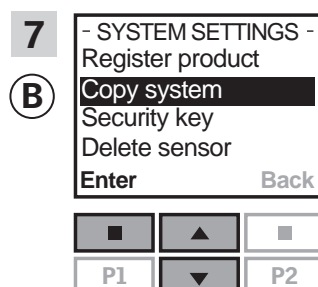 7
B
- SYSTEM SETTINGS -
Register product
Copy system
Security key
Delete sensor
Enter Back
P1 P2